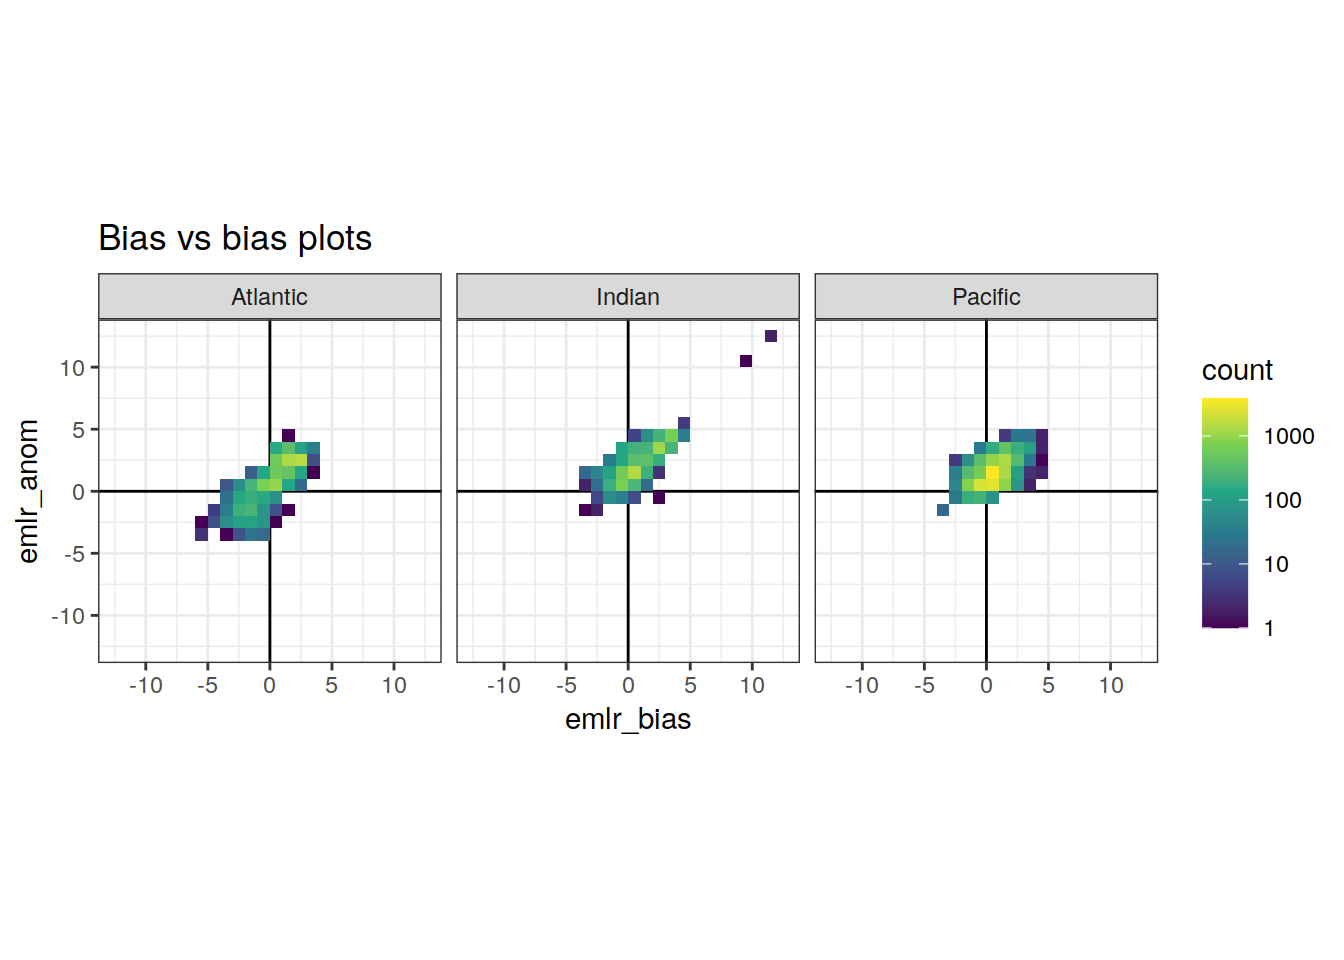 Bias vs bias plots
Atlantic Indian Pacific
emlr_anom
10
5
0
-5
-10
-10 -5 0 5 10 -10 -5 0 5 10 -10 -5 0 5 10
emlr_bias
count
1000
100
10
1